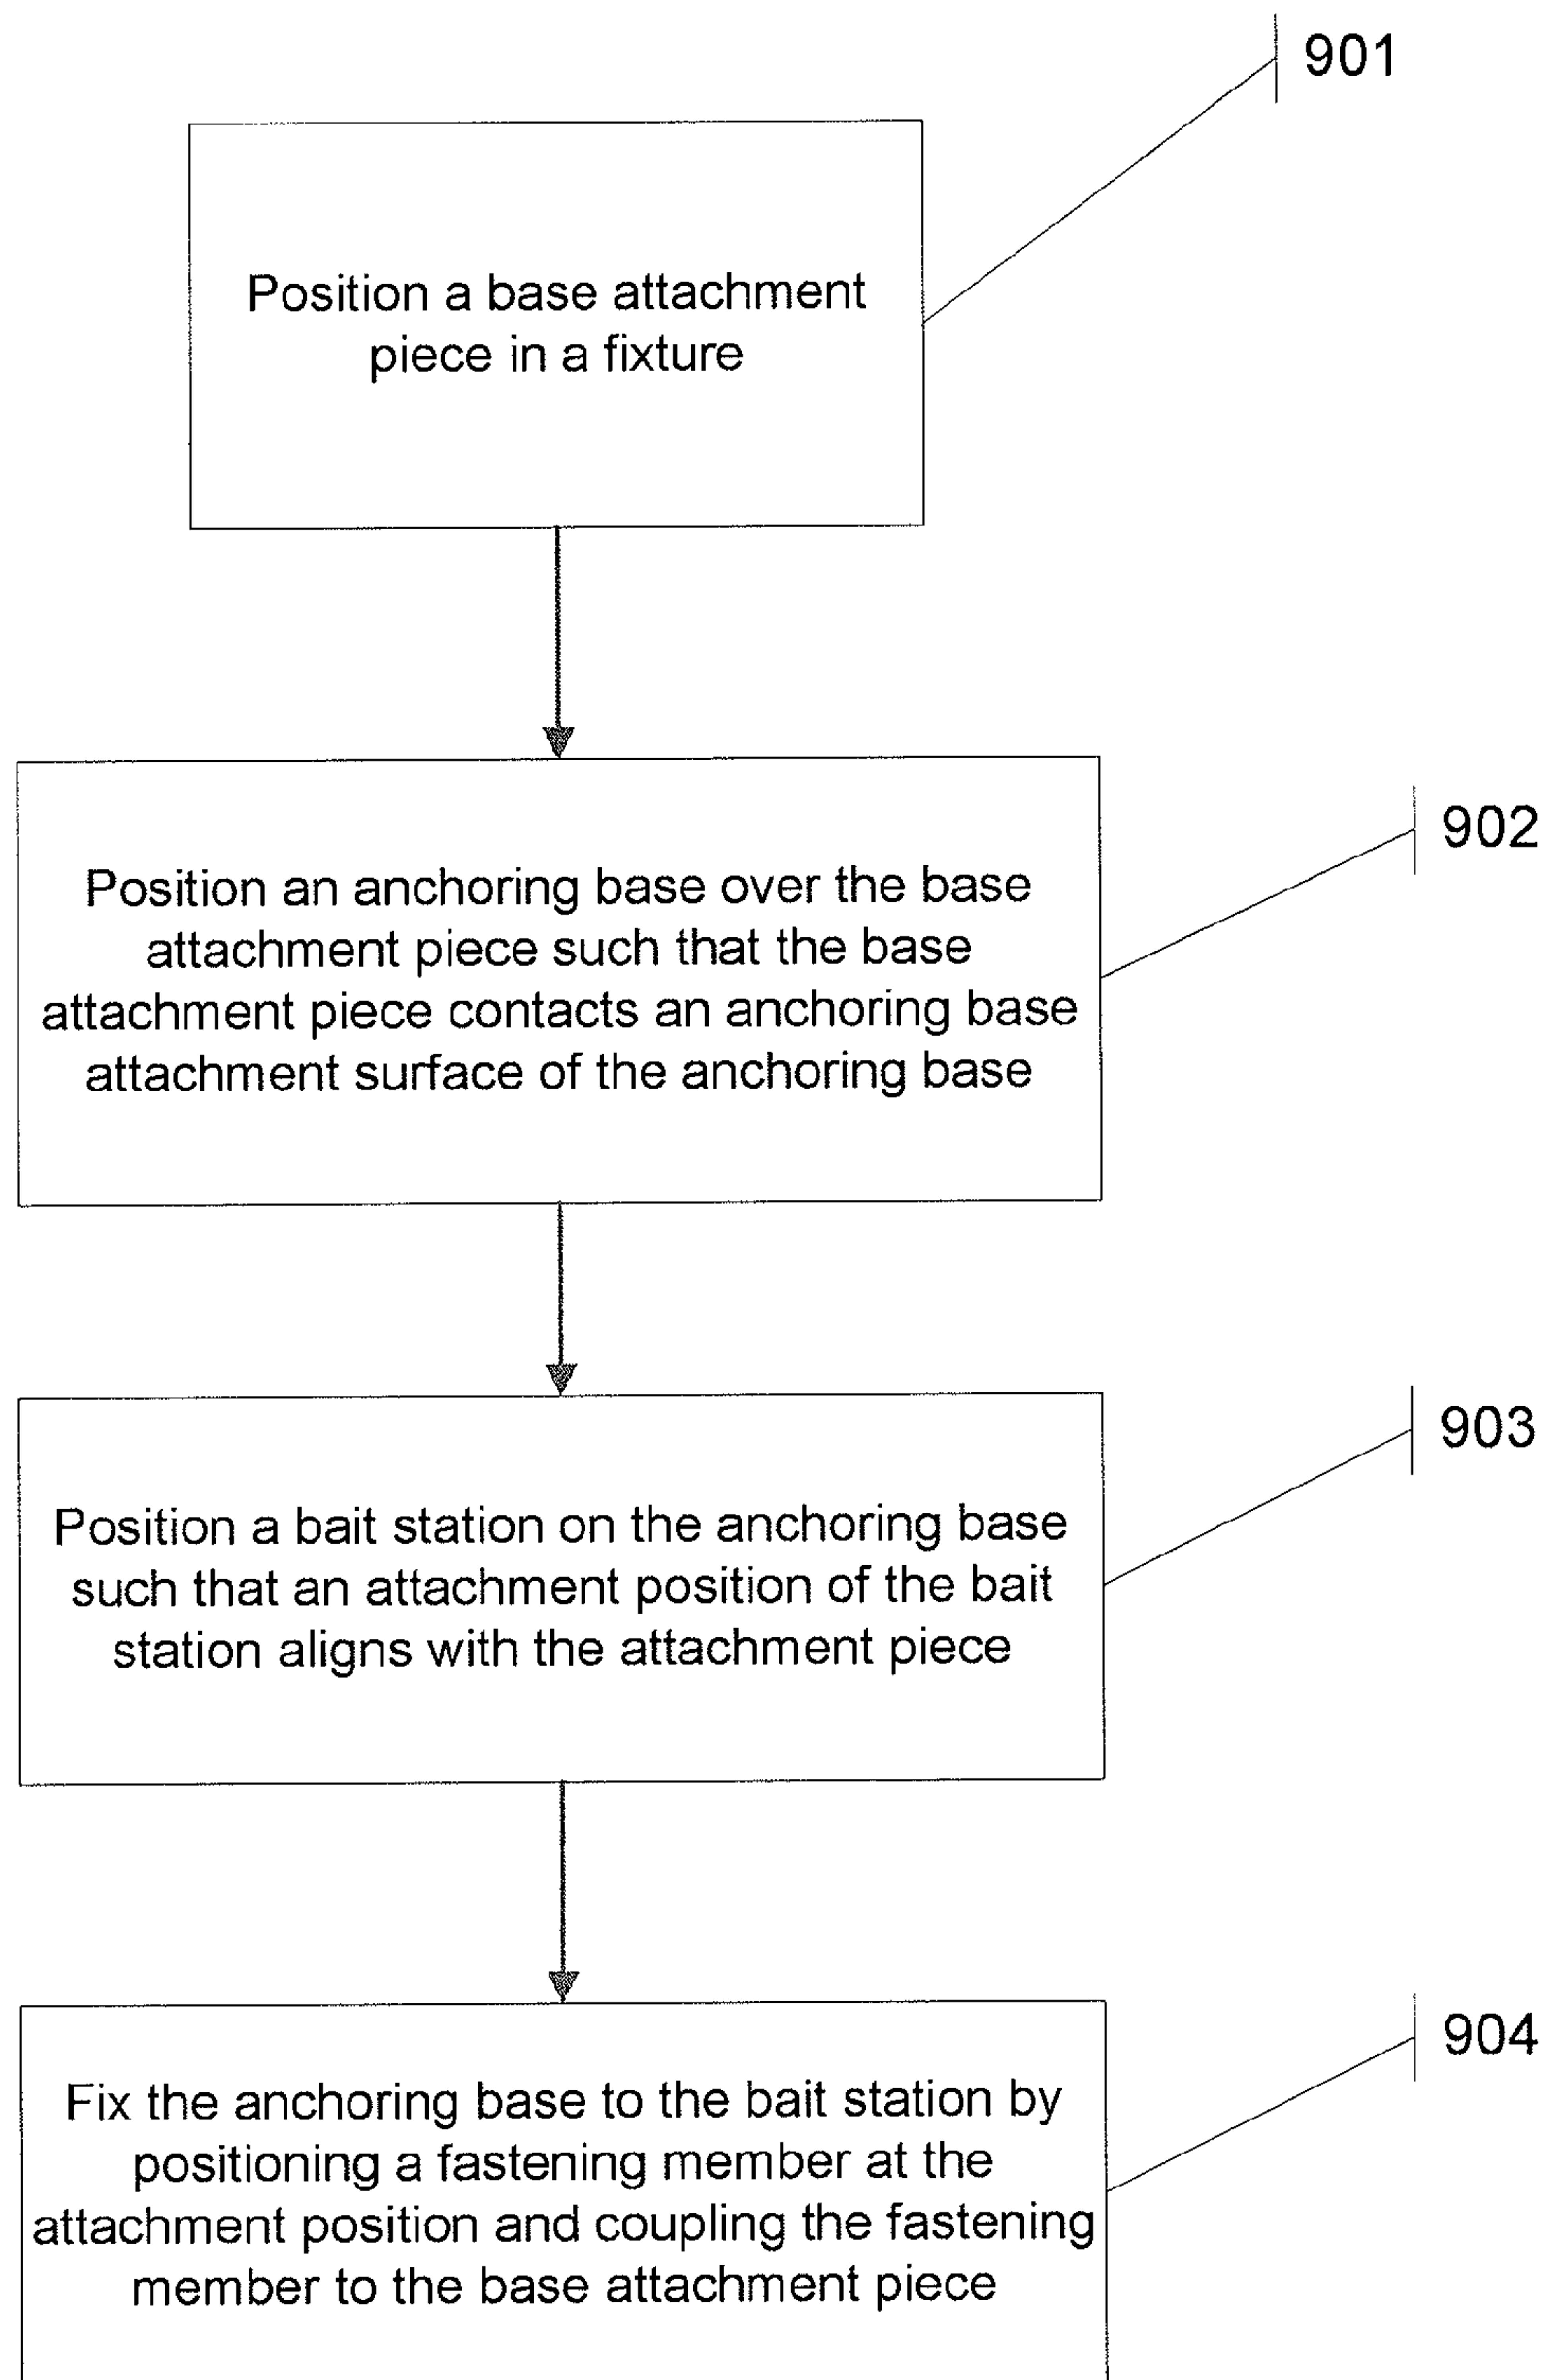 901
Position a base attachment
piece in a fixture
902
Position an anchoring base over the base
attachment piece such that the base
attachment piece contacts an anchoring base
attachment surface of the anchoring base
903
Position a bait station on the anchoring base
such that an attachment position of the bait
station aligns with the attachment piece
904
Fix the anchoring base to the bait station by
positioning a fastening member at the
attachment position and coupling the fastening
member to the base attachment piece